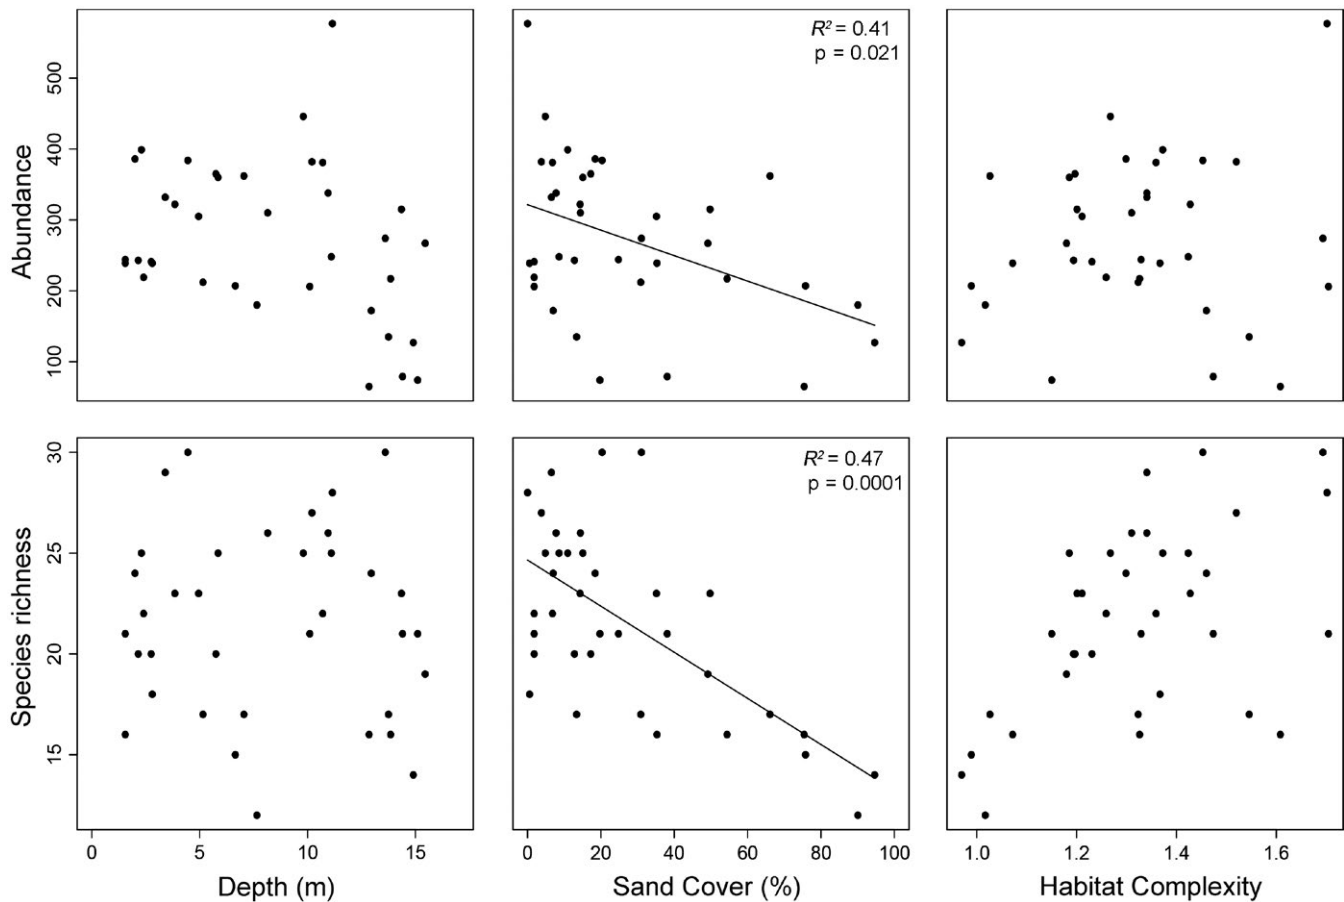 Abundance
500
400
300
200
100
R² = 0.41
p = 0.021
Species richness
30
25
20
15
R² = 0.47
p = 0.0001
0 5 10 15
0 20 40 60 80 100
1.0 1.2 1.4 1.6
Depth (m)
Sand Cover (%)
Habitat Complexity